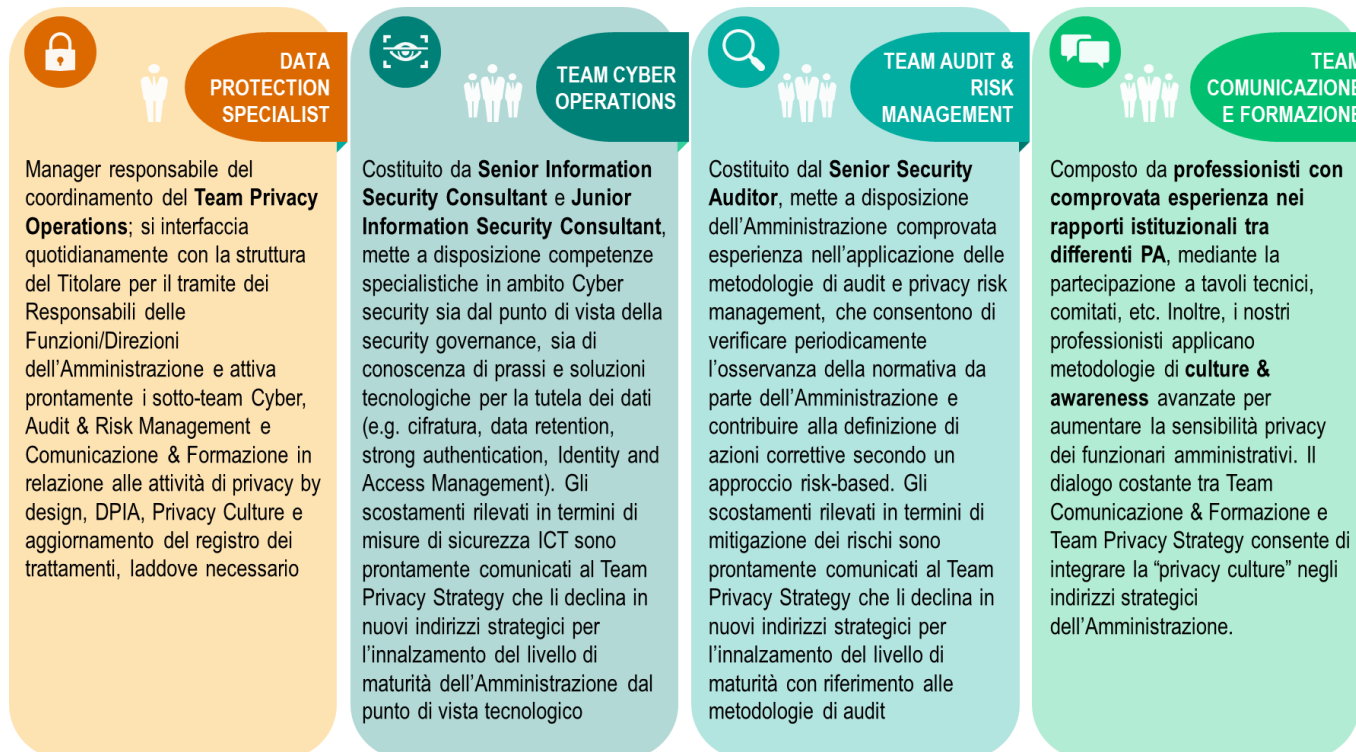 DATA
PROTECTION
SPECIALIST
Manager responsabile del
coordinamento del Team Privacy
Operations; si interfaccia
quotidianamente con la struttura
del Titolare per il tramite dei
Responsabili delle
Funzioni/Direzioni
dell’Amministrazione e attiva
prontamente i sotto-team Cyber,
Audit & Risk Management e
Comunicazione & Formazione in
relazione alle attività di privacy by
design, DPIA, Privacy Culture e
aggiornamento del registro dei
trattamenti, laddove necessario
TEAM CYBER
OPERATIONS
Costituito da Senior Information
Security Consultant e Junior
Information Security Consultant,
mette a disposizione competenze
specialistiche in ambito Cyber
security sia dal punto di vista della
security governance, sia di
conoscenza di prassi e soluzioni
tecnologiche per la tutela dei dati
(e.g. cifratura, data retention,
strong authentication, Identity and
Access Management). Gli
scostamenti rilevati in termini di
misure di sicurezza ICT sono
prontamente comunicati al Team
Privacy Strategy che li declina in
nuovi indirizzi strategici per
l’innalzamento del livello di
maturità dell’Amministrazione dal
punto di vista tecnologico
TEAM AUDIT &
RISK
MANAGEMENT
Costituito dal Senior Security
Auditor, mette a disposizione
dell’Amministrazione comprovata
esperienza nell’applicazione delle
metodologie di audit e privacy risk
management, che consentono di
verificare periodicamente
l’osservanza della normativa da
parte dell’Amministrazione e
contribuire alla definizione di
azioni correttive secondo un
approccio risk-based. Gli
scostamenti rilevati in termini di
mitigazione dei rischi sono
prontamente comunicati al Team
Privacy Strategy che li declina in
nuovi indirizzi strategici per
l’innalzamento del livello di
maturità con riferimento alle
metodologie di audit
TEAM
COMUNICAZIONE
E FORMAZIONE
Composto da professionisti con
comprovata esperienza nei
rapporti istituzionali tra
differenti PA, mediante la
partecipazione a tavoli tecnici,
comitati, etc. Inoltre, i nostri
professionisti applicano
metodologie di culture &
awareness avanzate per
aumentare la sensibilità privacy
dei funzionari amministrativi. Il
dialogo costante tra Team
Comunicazione & Formazione e
Team Privacy Strategy consente di
integrare la “privacy culture” negli
indirizzi strategici
dell’Amministrazione.